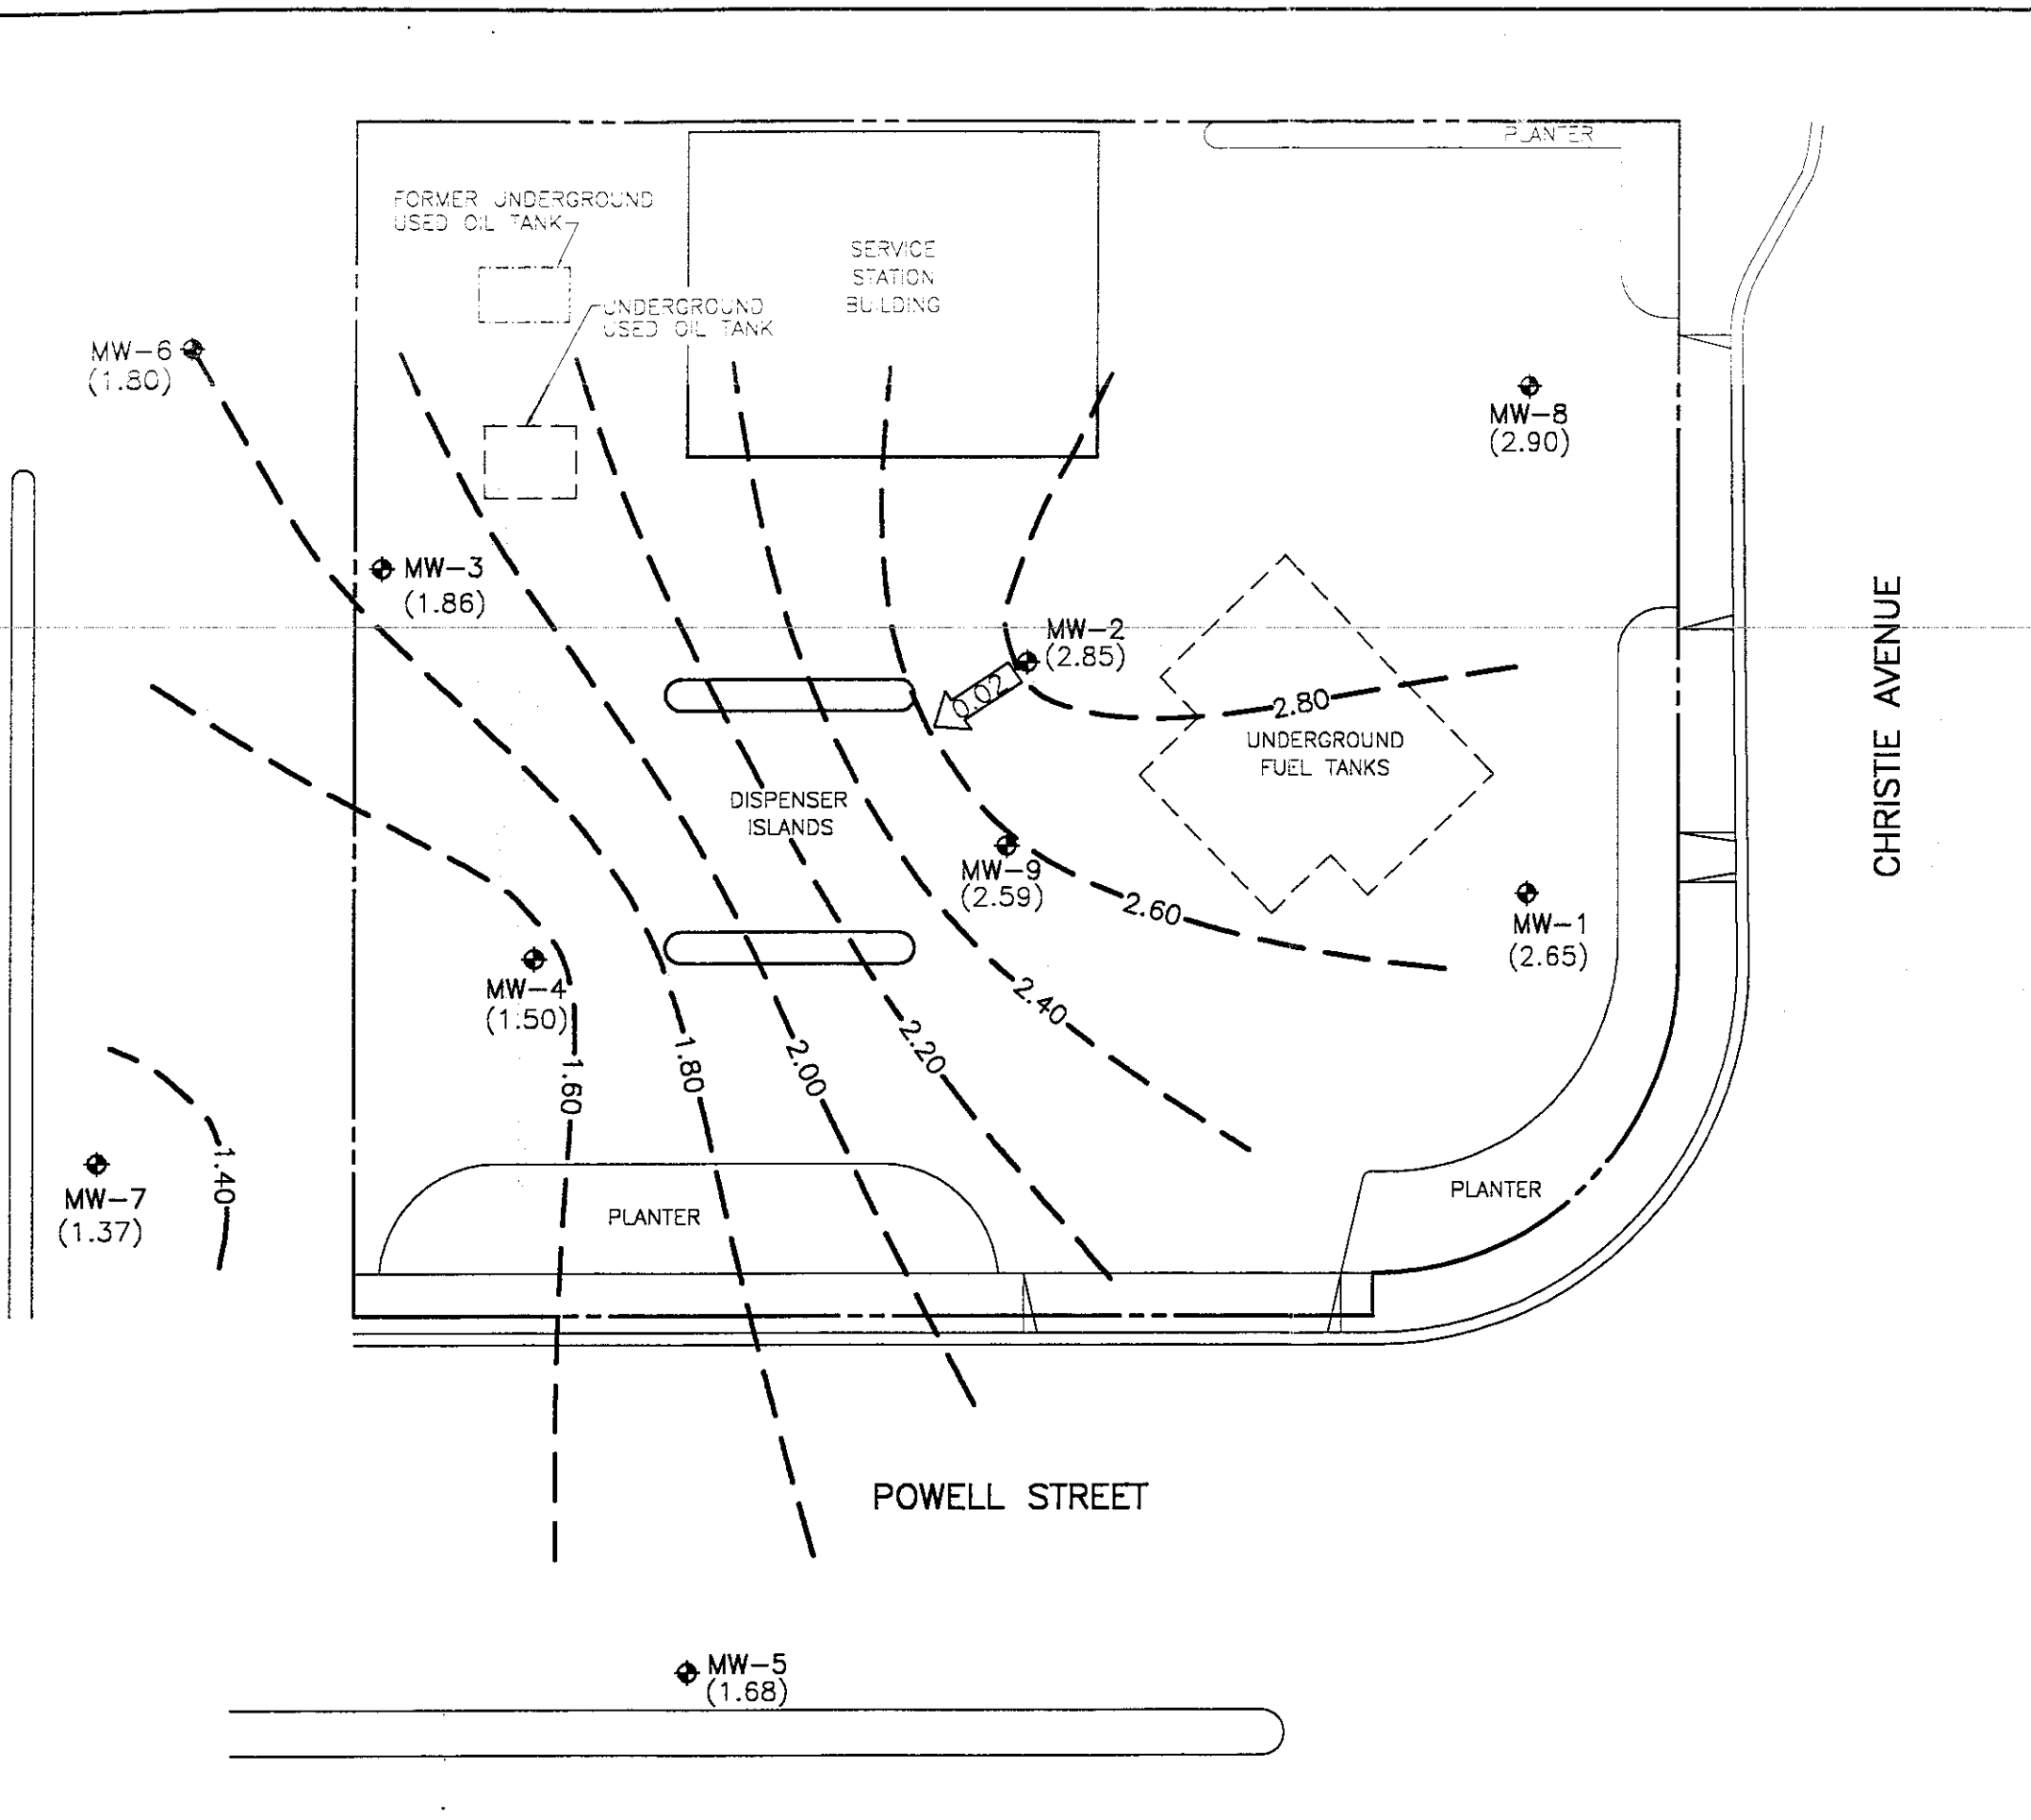 PLANTER
FORMER UNDERGROUND
USED OIL TANK
SERVICE
STATION
BUILDING
UNDERGROUND
USED OIL TANK
MW-6
(1.80)
MW-8
(2.90)
MW-3
(1.86)
MW-2
(2.85)
0.02
2.80
UNDERGROUND
FUEL TANKS
CHRISTIE AVENUE
DISPENSER
ISLANDS
MW-9
(2.59)
2.60
MW-1
(2.65)
MW-4
(1.50)
2.40
2.20
2.00
1.80
1.60
1.40
MW-7
(1.37)
PLANTER
PLANTER
POWELL STREET
MW-5
(1.68)